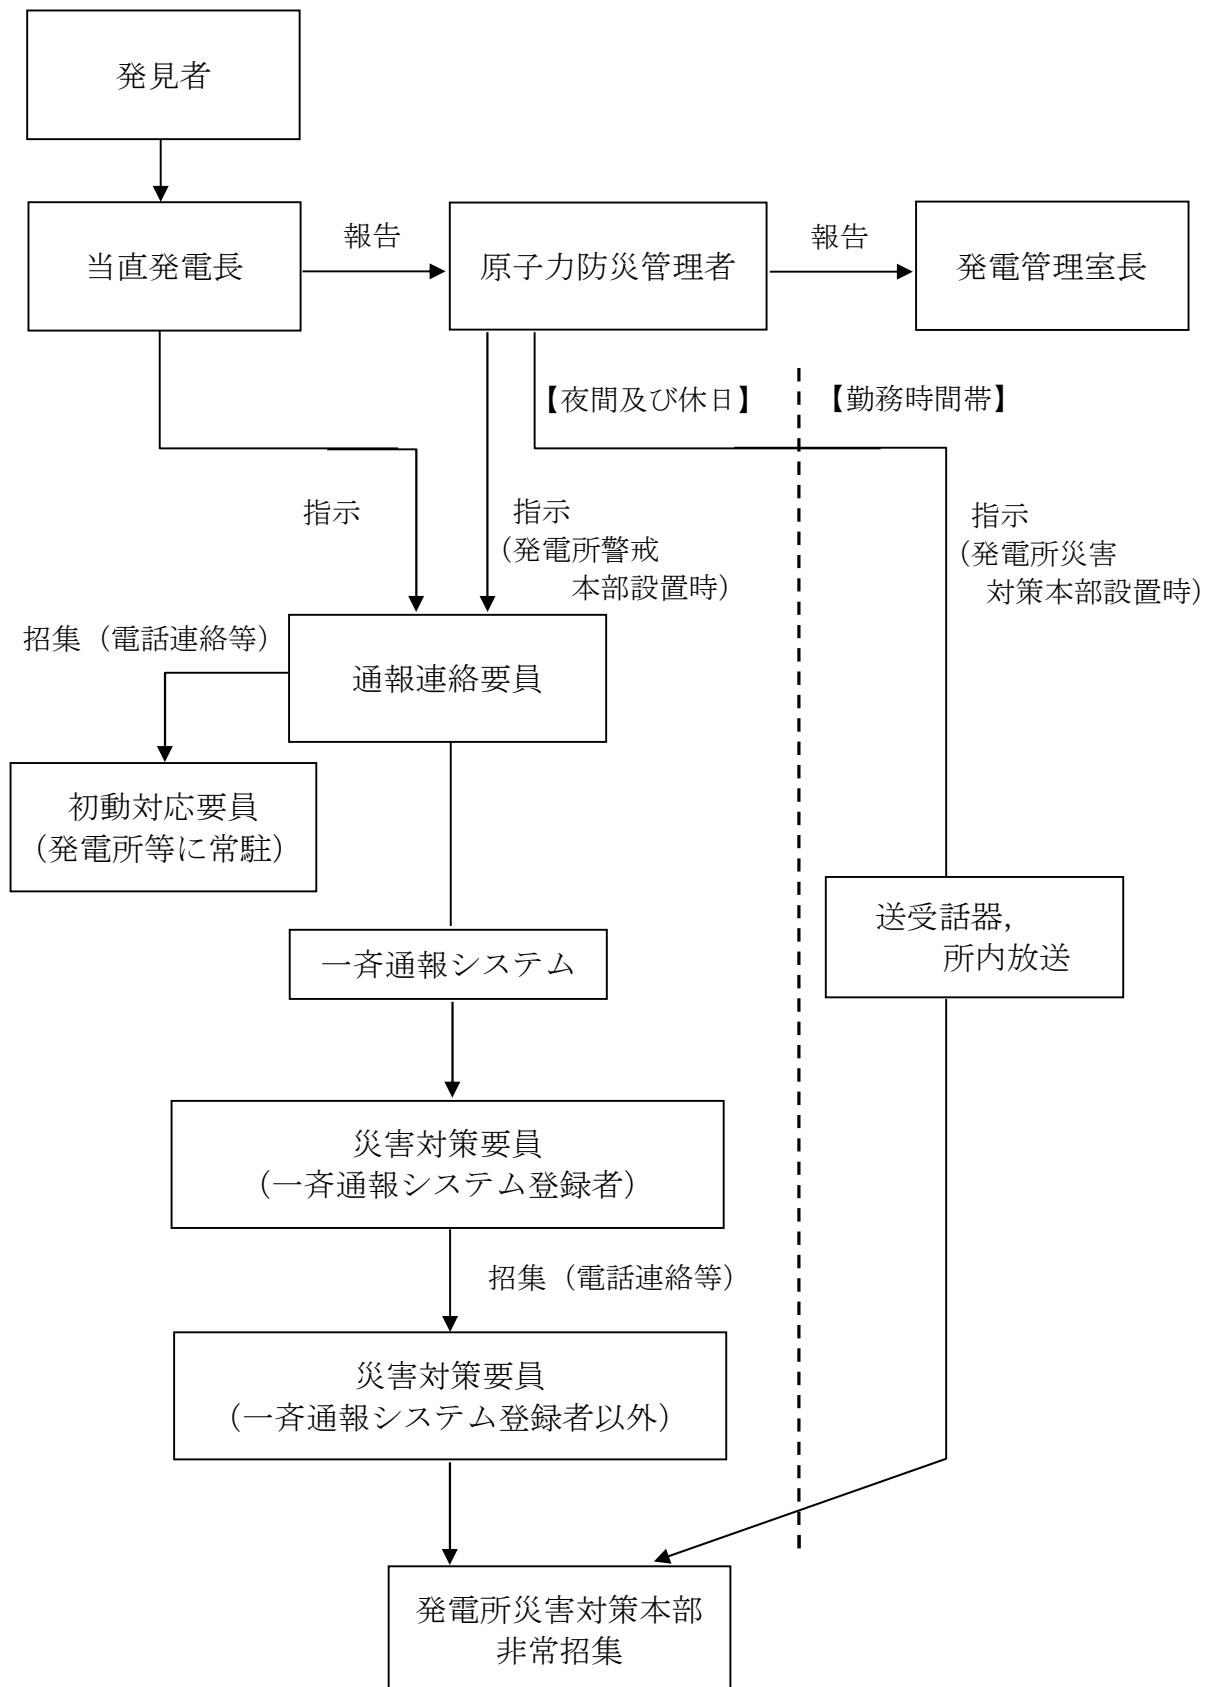 発見者
当直発電長
報告
原子力防災管理者
報告
発電管理室長
【夜間及び休日】
【勤務時間帯】
指示
指示
（発電所警戒
本部設置時）
指示
（発電所災害
対策本部設置時）
招集（電話連絡等）
通報連絡要員
初動対応要員
（発電所等に常駐）
送受話器，
所内放送
一斉通報システム
災害対策要員
（一斉通報システム登録者）
招集（電話連絡等）
災害対策要員
（一斉通報システム登録者以外）
発電所災害対策本部
非常招集